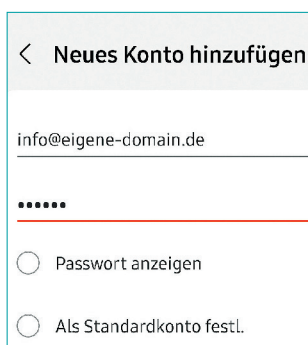 Neues Konto hinzufügen
info@eigene-domain.de
••••••
Passwort anzeigen
Als Standardkonto festl.